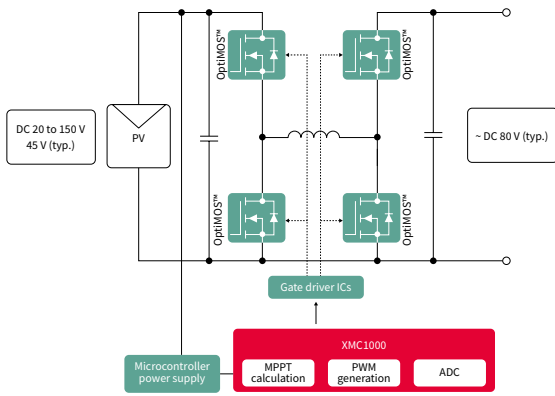 OptiMOS™
OptiMOS™
DC 20 to 150 V
45 V (typ.)
PV
~ DC 80 V (typ.)
OptiMOS™
OptiMOS™
Gate driver ICs
XMC1000
Microcontroller
power supply
MPPT
calculation
PWM
generation
ADC